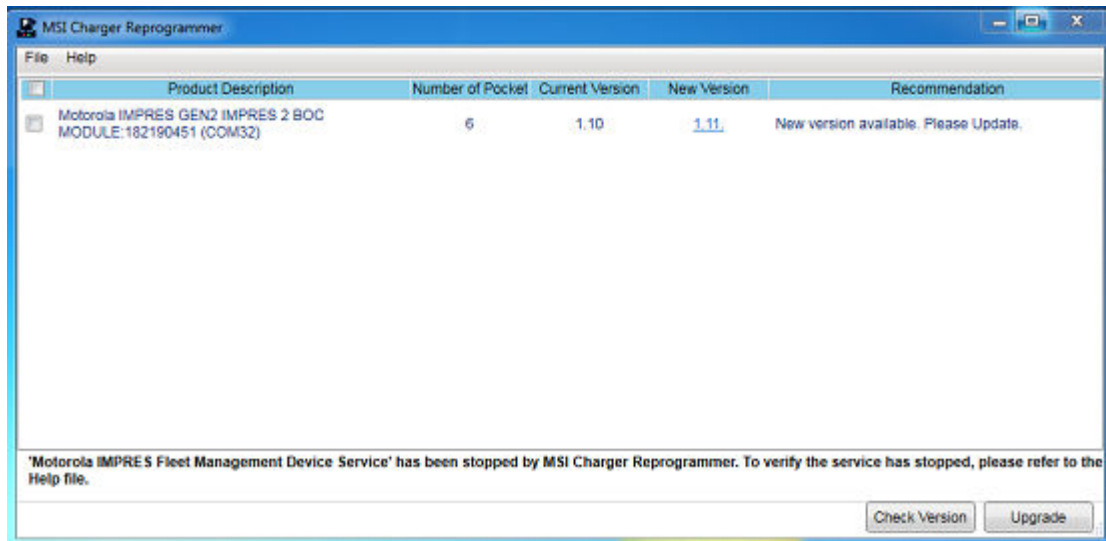 MSI Charger Reprogrammer
File Help
Product Description Number of Pocket Current Version New Version Recommendation
Motorola IMPRES GEN2 IMPRES 2 BOC
MODULE:182190451 (COM32) 6 1.10 1.11. New version available. Please Update.
'Motorola IMPRES Fleet Management Device Service' has been stopped by MSI Charger Reprogrammer. To verify the service has stopped, please refer to the
Help file.
Check Version Upgrade